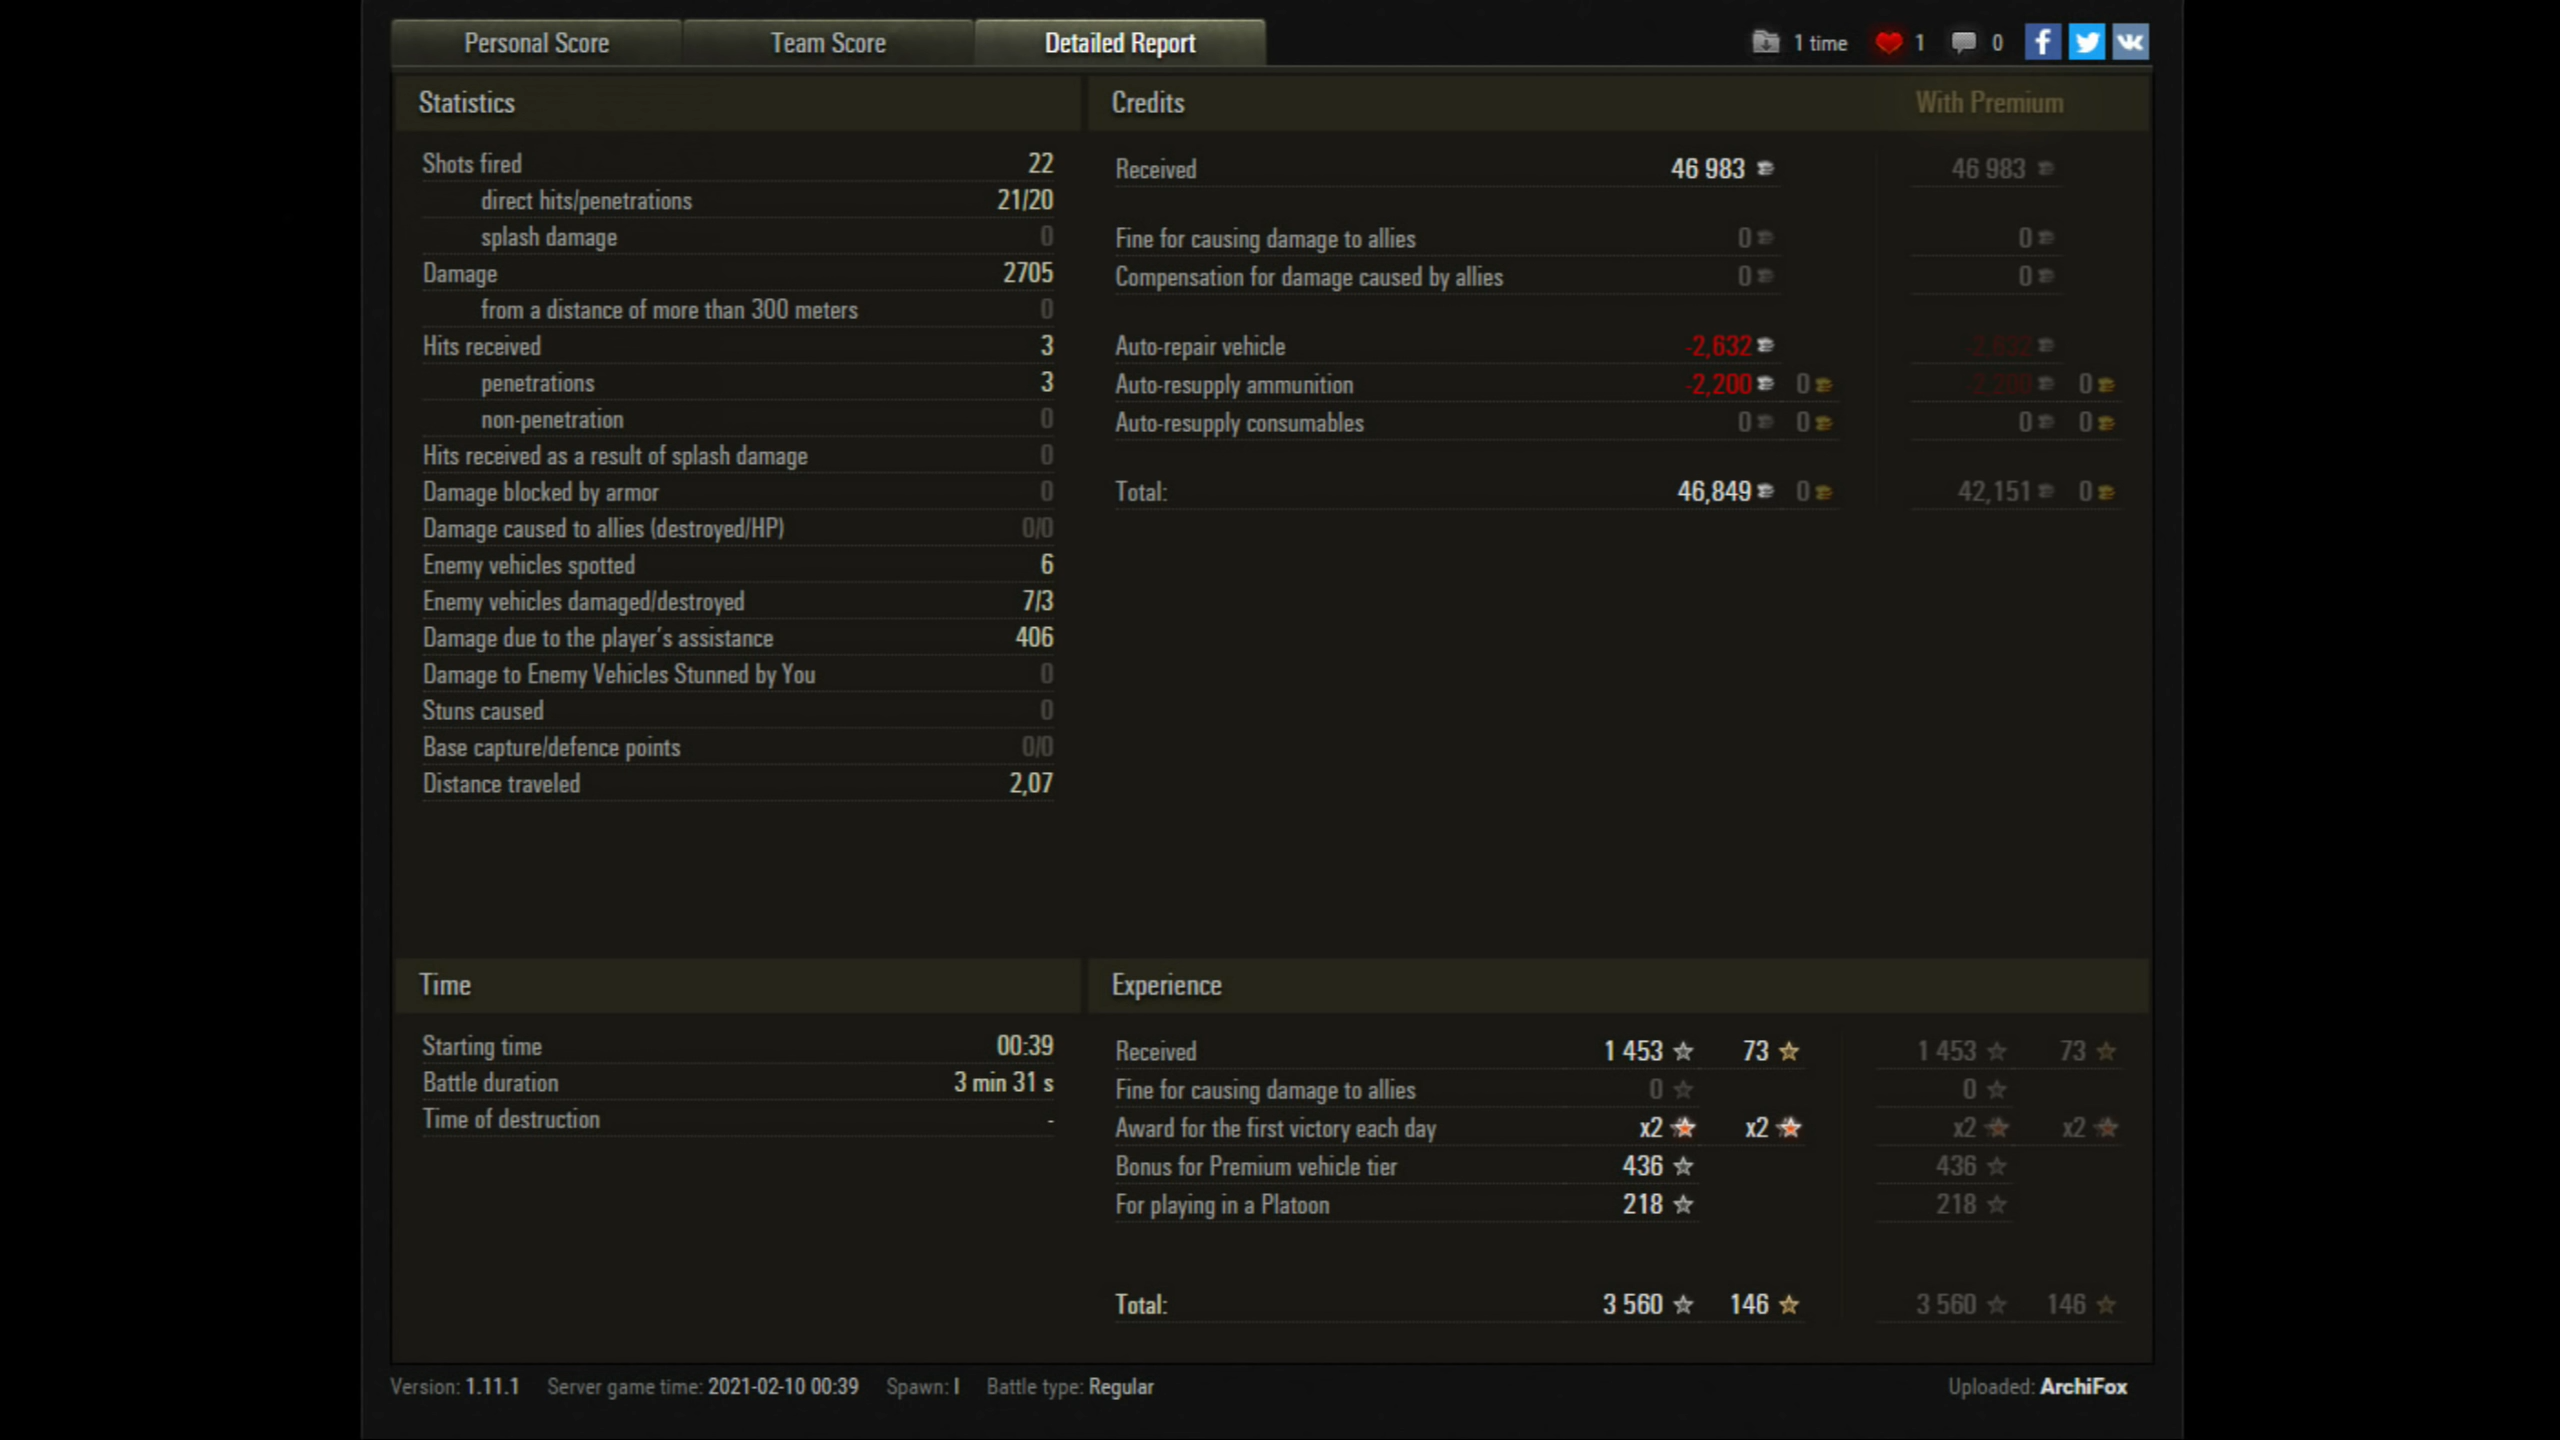 Personal Score Team Score Detailed Report 1 time 1 0
Statistics
Shots fired 22
direct hits/penetrations 21/20
splash damage 0
Damage 2705
from a distance of more than 300 meters 0
Hits received 3
penetrations 3
non-penetration 0
Hits received as a result of splash damage 0
Damage blocked by armor 0
Damage caused to allies (destroyed/HP) 0/0
Enemy vehicles spotted 6
Enemy vehicles damaged/destroyed 7/3
Damage due to the player's assistance 406
Damage to Enemy Vehicles Stunned by You 0
Stuns caused 0
Base capture/defence points 0/0
Distance traveled 2,07
Credits With Premium
Received 46 983 46 983
Fine for causing damage to allies 0 0
Compensation for damage caused by allies 0 0
Auto-repair vehicle -2,632 -2,632
Auto-resupply ammunition -2,200 0 -2,200 0
Auto-resupply consumables 0 0 0 0
Total: 46,849 0 42,151 0
Time
Starting time 00:39
Battle duration 3 min 31 s
Time of destruction -
Experience
Received 1 453 73 1 453 73
Fine for causing damage to allies 0 0
Award for the first victory each day x2 x2 x2 x2
Bonus for Premium vehicle tier 436 436
For playing in a Platoon 218 218
Total: 3 560 146 3 560 146
Version: 1.11.1 Server game time: 2021-02-10 00:39 Spawn: I Battle type: Regular Uploaded: ArchiFox